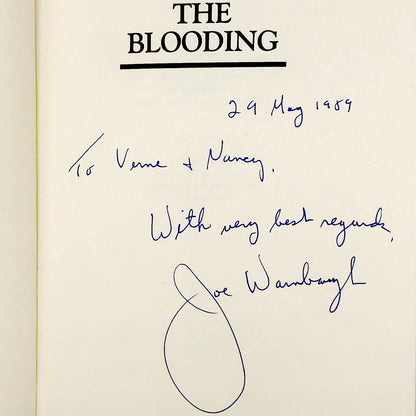 THE
BLOODING
29 May 1989
To Verne + Nancy,
With very best regards,
Joe Wambaugh